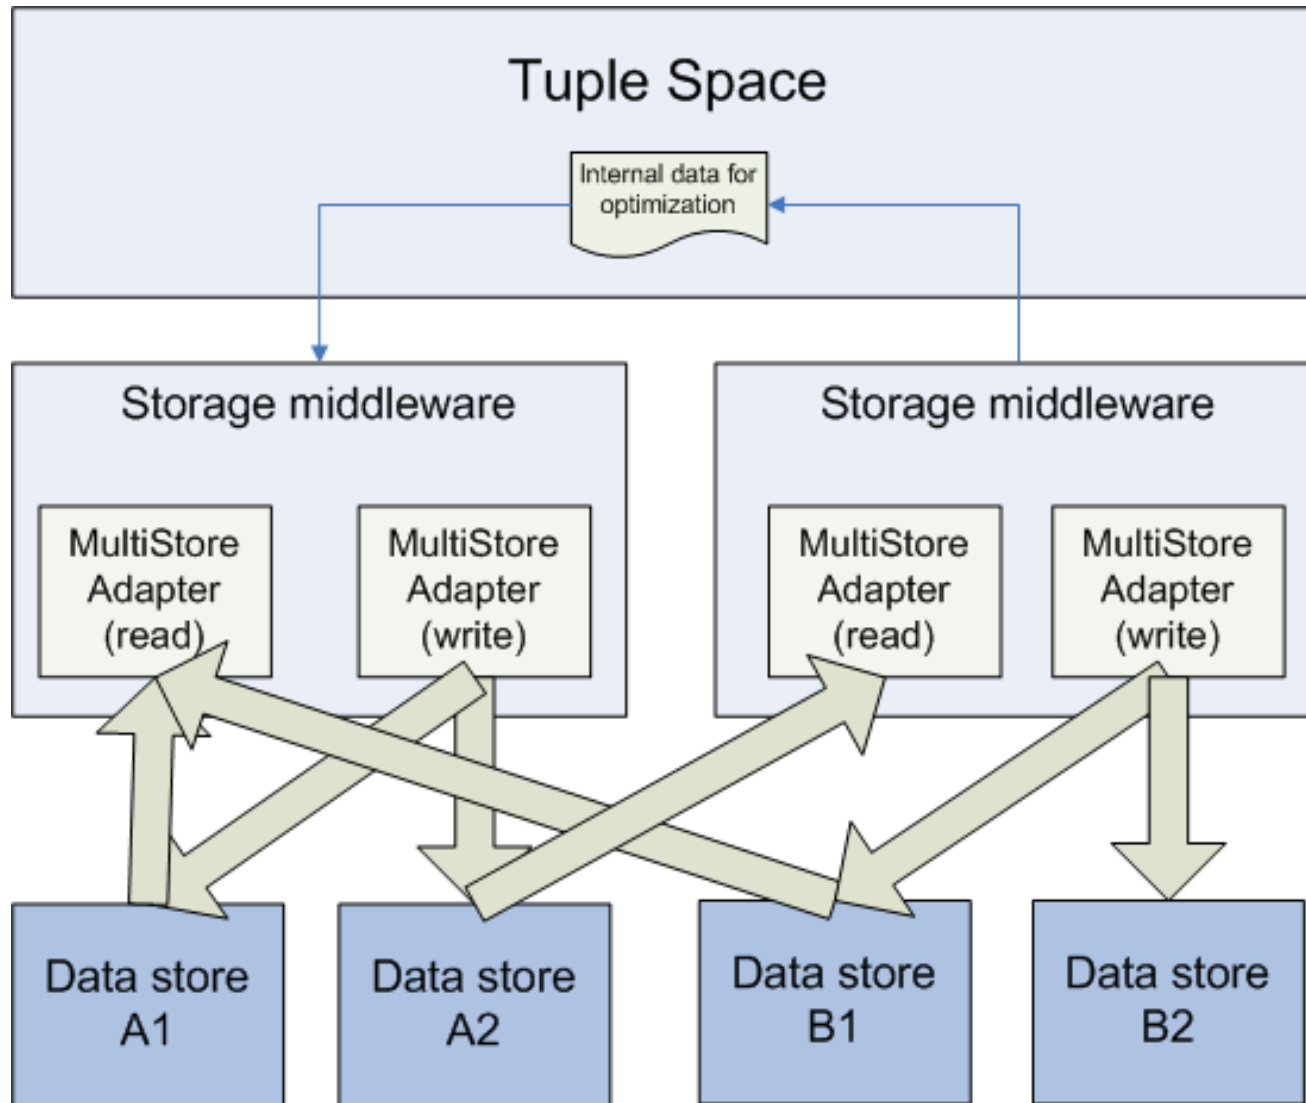 Tuple Space
Internal data for
optimization
Storage middleware
Storage middleware
MultiStore
Adapter
(read)
MultiStore
Adapter
(write)
MultiStore
Adapter
(read)
MultiStore
Adapter
(write)
Data store
A1
Data store
A2
Data store
B1
Data store
B2